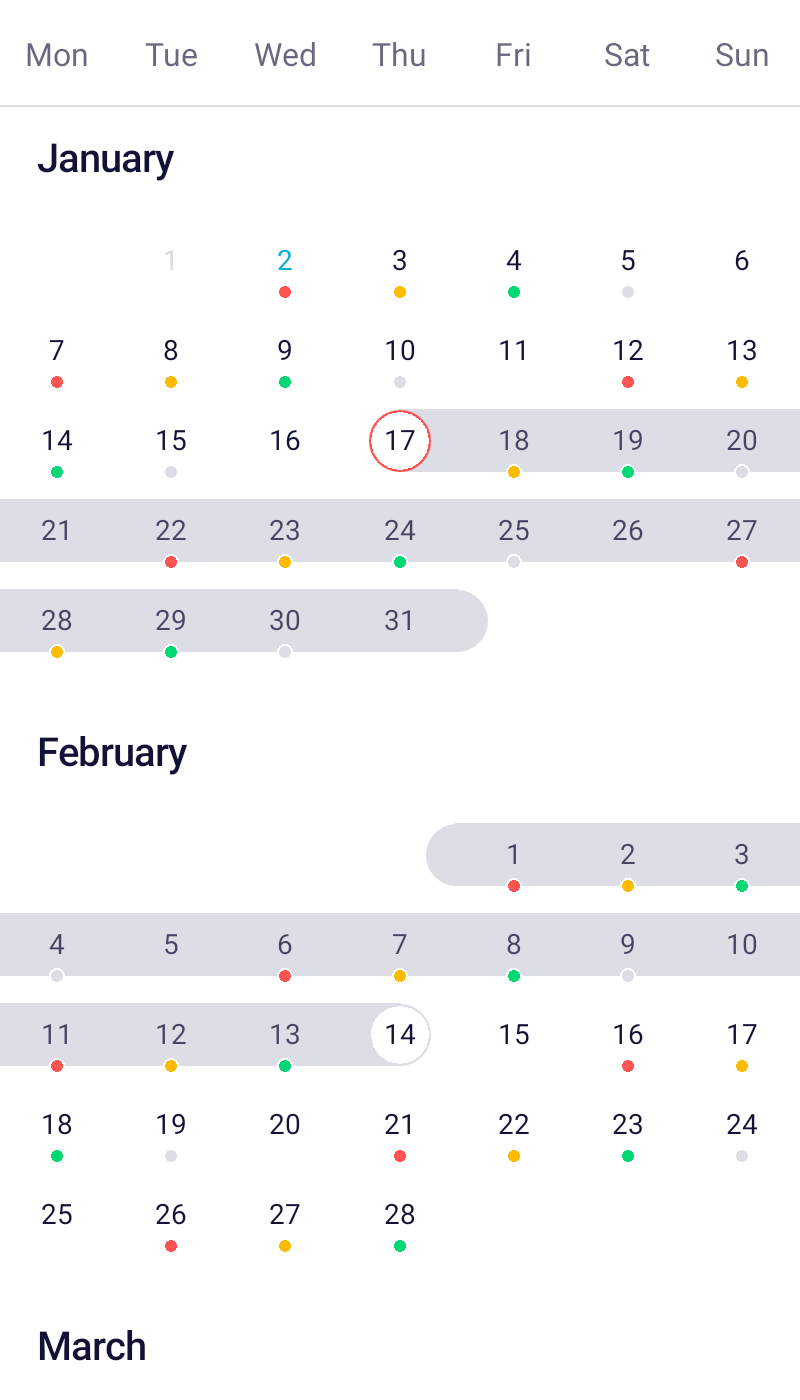 Mon Tue Wed Thu Fri Sat Sun
January
1 2 3 4 5 6
7 8 9 10 11 12 13
14 15 16 17 18 19 20
21 22 23 24 25 26 27
28 29 30 31
February
1 2 3
4 5 6 7 8 9 10
11 12 13 14 15 16 17
18 19 20 21 22 23 24
25 26 27 28
March